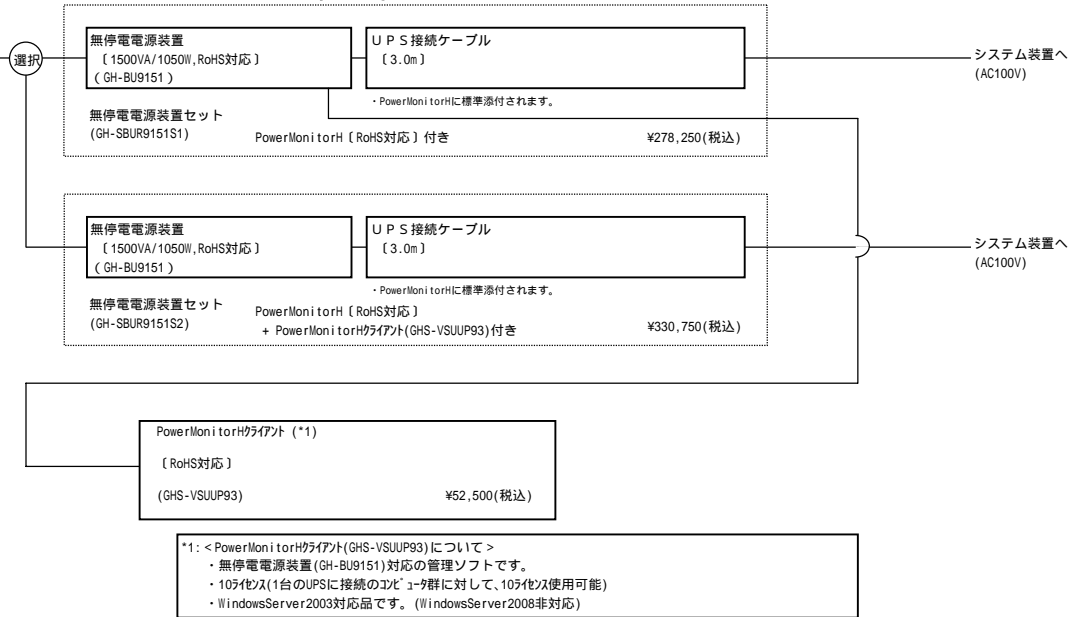 選択
無停電電源装置
〔1500VA/1050W,RoHS対応〕
(GH-BU9151)
UPS接続ケーブル
〔3.0m〕
・PowerMonitorHに標準添付されます。
無停電電源装置セット
(GH-SBUR9151S1)
PowerMonitorH〔RoHS対応〕付き
¥278,250(税込)
システム装置へ
(AC100V)
無停電電源装置
〔1500VA/1050W,RoHS対応〕
(GH-BU9151)
UPS接続ケーブル
〔3.0m〕
・PowerMonitorHに標準添付されます。
無停電電源装置セット
(GH-SBUR9151S2)
PowerMonitorH〔RoHS対応〕
+ PowerMonitorHクライアント(GHS-VSUUP93)付き
¥330,750(税込)
システム装置へ
(AC100V)
PowerMonitorHクライアント (*1)
〔RoHS対応〕
(GHS-VSUUP93) ¥52,500(税込)
*1:<PowerMonitorHクライアント(GHS-VSUUP93)について>
・無停電電源装置(GH-BU9151)対応の管理ソフトです。
・10ライセンス(1台のUPSに接続のコンピュータ群に対して、10ライセンス使用可能)
・WindowsServer2003対応品です。(WindowsServer2008非対応)